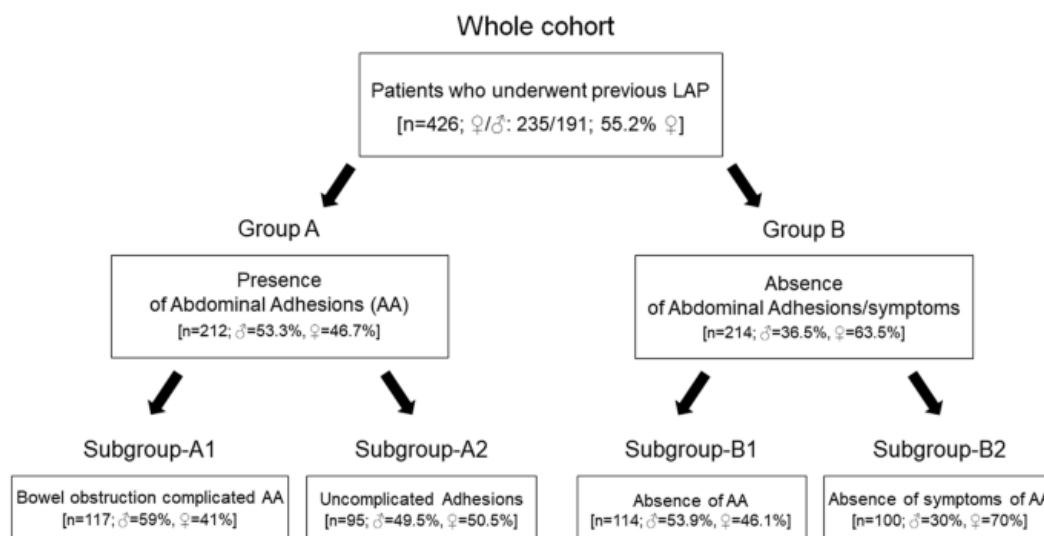 Whole cohort
Patients who underwent previous LAP
[n=426; ♀/♂: 235/191; 55.2% ♀]
Group A
Presence
of Abdominal Adhesions (AA)
[n=212; ♂=53.3%, ♀=46.7%]
Group B
Absence
of Abdominal Adhesions/symptoms
[n=214; ♂=36.5%, ♀=63.5%]
Subgroup-A1
Bowel obstruction complicated AA
[n=117; ♂=59%, ♀=41%]
Subgroup-A2
Uncomplicated Adhesions
[n=95; ♂=49.5%, ♀=50.5%]
Subgroup-B1
Absence of AA
[n=114; ♂=53.9%, ♀=46.1%]
Subgroup-B2
Absence of symptoms of AA
[n=100; ♂=30%, ♀=70%]